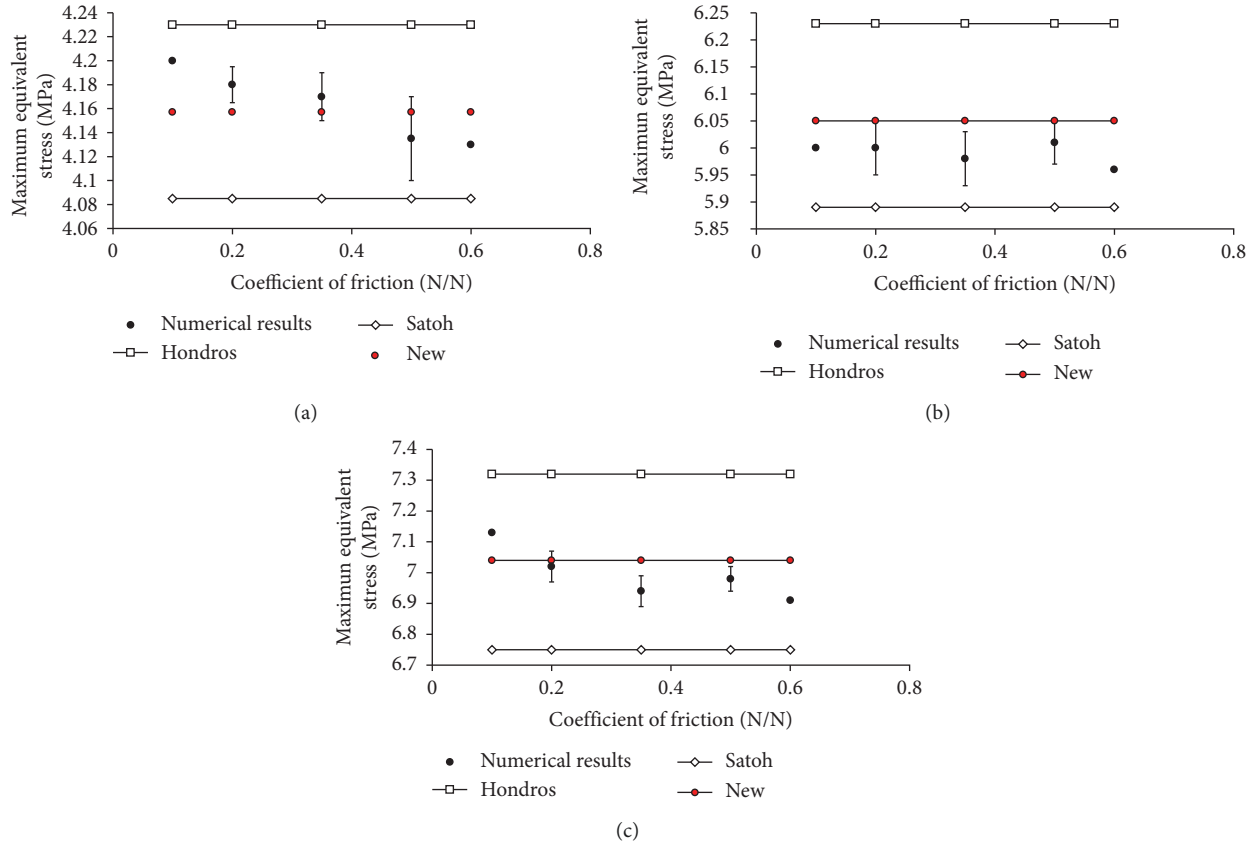 Maximum equivalent
stress (MPa)
4.24
4.22
4.2
4.18
4.16
4.14
4.12
4.1
4.08
4.06
0
0.2
0.4
0.6
0.8
Coefficient of friction (N/N)
Numerical results
Hondros
Satoh
New
(a)
Maximun equivalent
stress (MPa)
6.25
6.2
6.15
6.1
6.05
6
5.95
5.9
5.85
0
0.2
0.4
0.6
0.8
Coefficient of friction (N/N)
Numerical results
Hondros
Satoh
New
(b)
Maximun equivalent
stress (MPa)
7.4
7.3
7.2
7.1
7
6.9
6.8
6.7
0
0.2
0.4
0.6
0.8
Coefficient of friction (N/N)
Numerical results
Hondros
Satoh
New
(c)